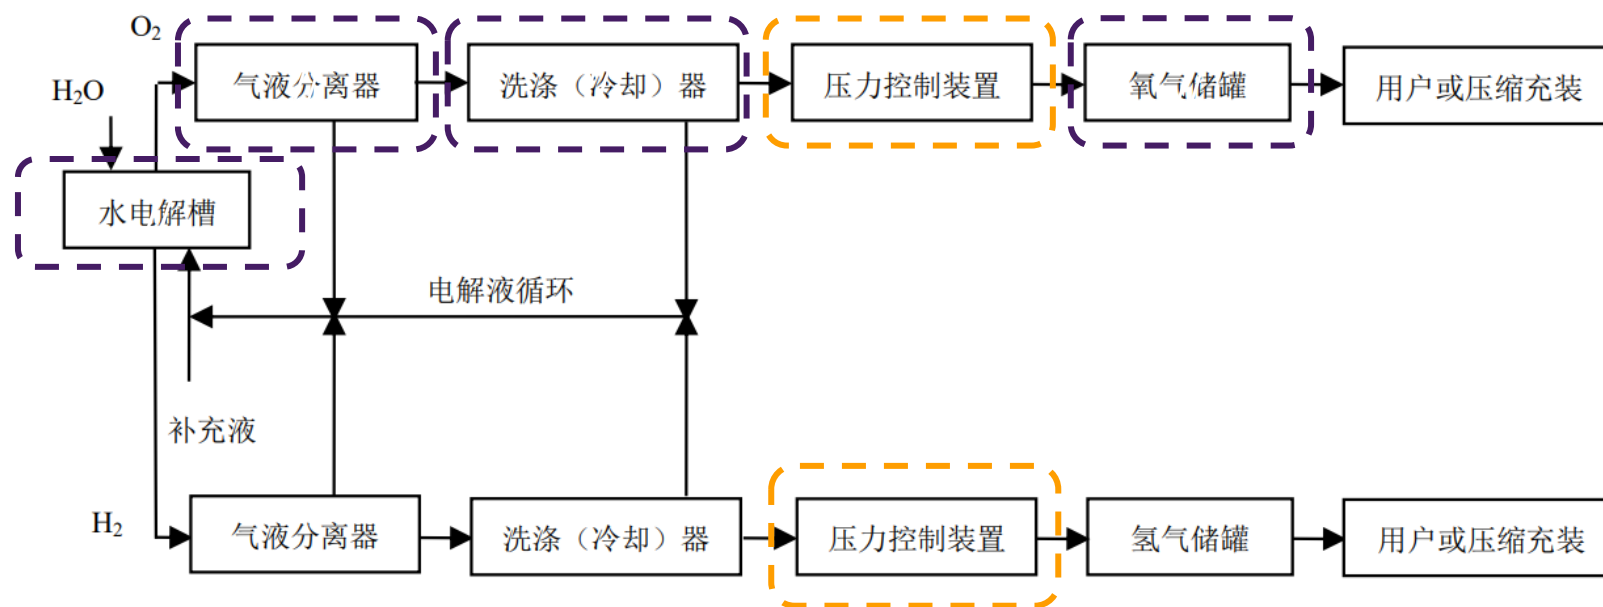 O₂
气液分离器
洗涤（冷却）器
压力控制装置
氧气储罐
用户或压缩充装
H₂O
水电解槽
电解液循环
补充液
H₂
气液分离器
洗涤（冷却）器
压力控制装置
氢气储罐
用户或压缩充装